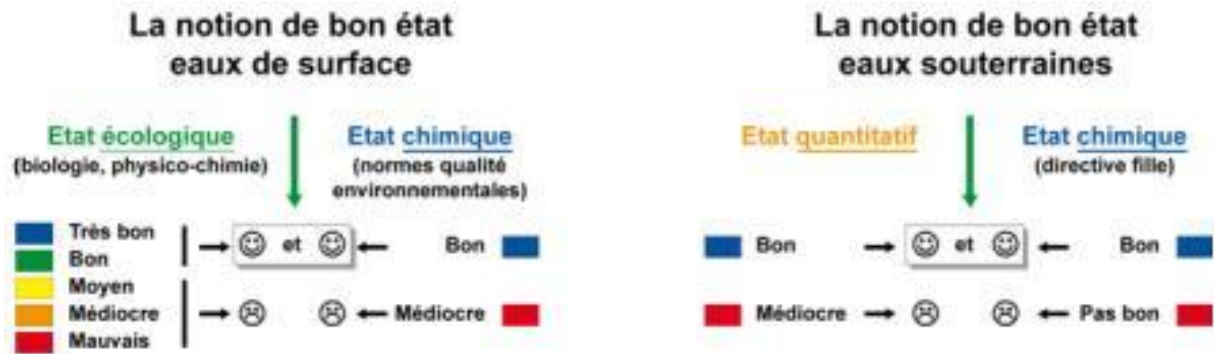 La notion de bon état
eaux de surface
Etat écologique
(biologie, physico-chimie)
Etat chimique
(normes qualité
environnementales)
Très bon
Bon
Moyen
Médiocre
Mauvais
et
Bon
Médiocre
La notion de bon état
eaux souterraines
Etat quantitatif
Etat chimique
(directive fille)
Bon
et
Bon
Médiocre
Pas bon